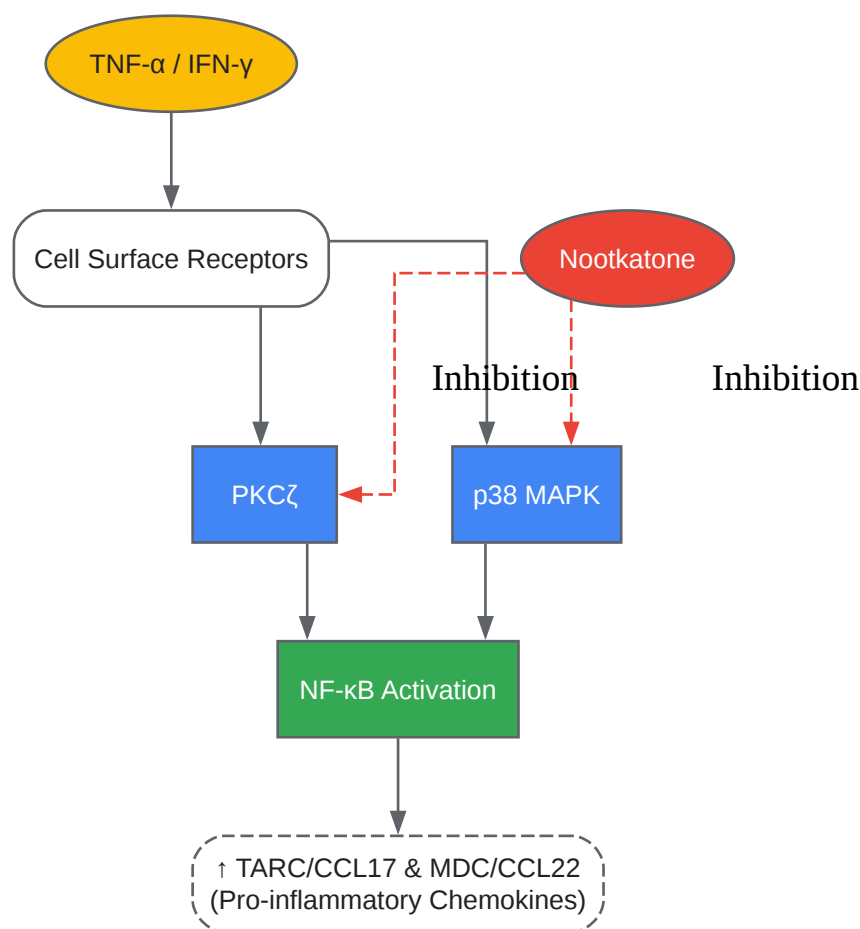 TNF-α / IFN-γ
Cell Surface Receptors
Nootkatone
Inhibition
Inhibition
PKCζ
p38 MAPK
NF-κB Activation
↑ TARC/CCL17 & MDC/CCL22
(Pro-inflammatory Chemokines)